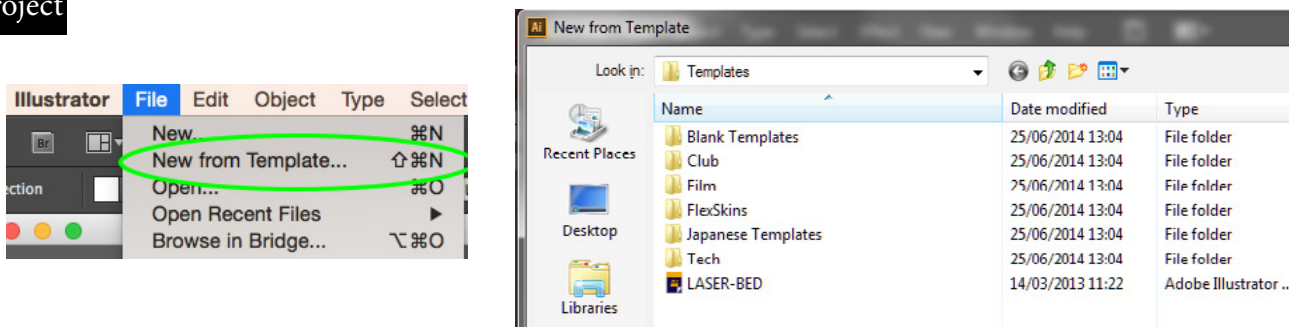 roject
Illustrator File Edit Object Type Select
Br
New... ⌘N
New from Template... ⇧⌘N
ection
Open... ⌘O
Open Recent Files ▶
Browse in Bridge... ⌥⌘O
Ai New from Template
Look in: Templates
Name Date modified Type
Recent Places
Desktop
Libraries
Blank Templates 25/06/2014 13:04 File folder
Club 25/06/2014 13:04 File folder
Film 25/06/2014 13:04 File folder
FlexSkins 25/06/2014 13:04 File folder
Japanese Templates 25/06/2014 13:04 File folder
Tech 25/06/2014 13:04 File folder
LASER-BED 14/03/2013 11:22 Adobe Illustrator ..